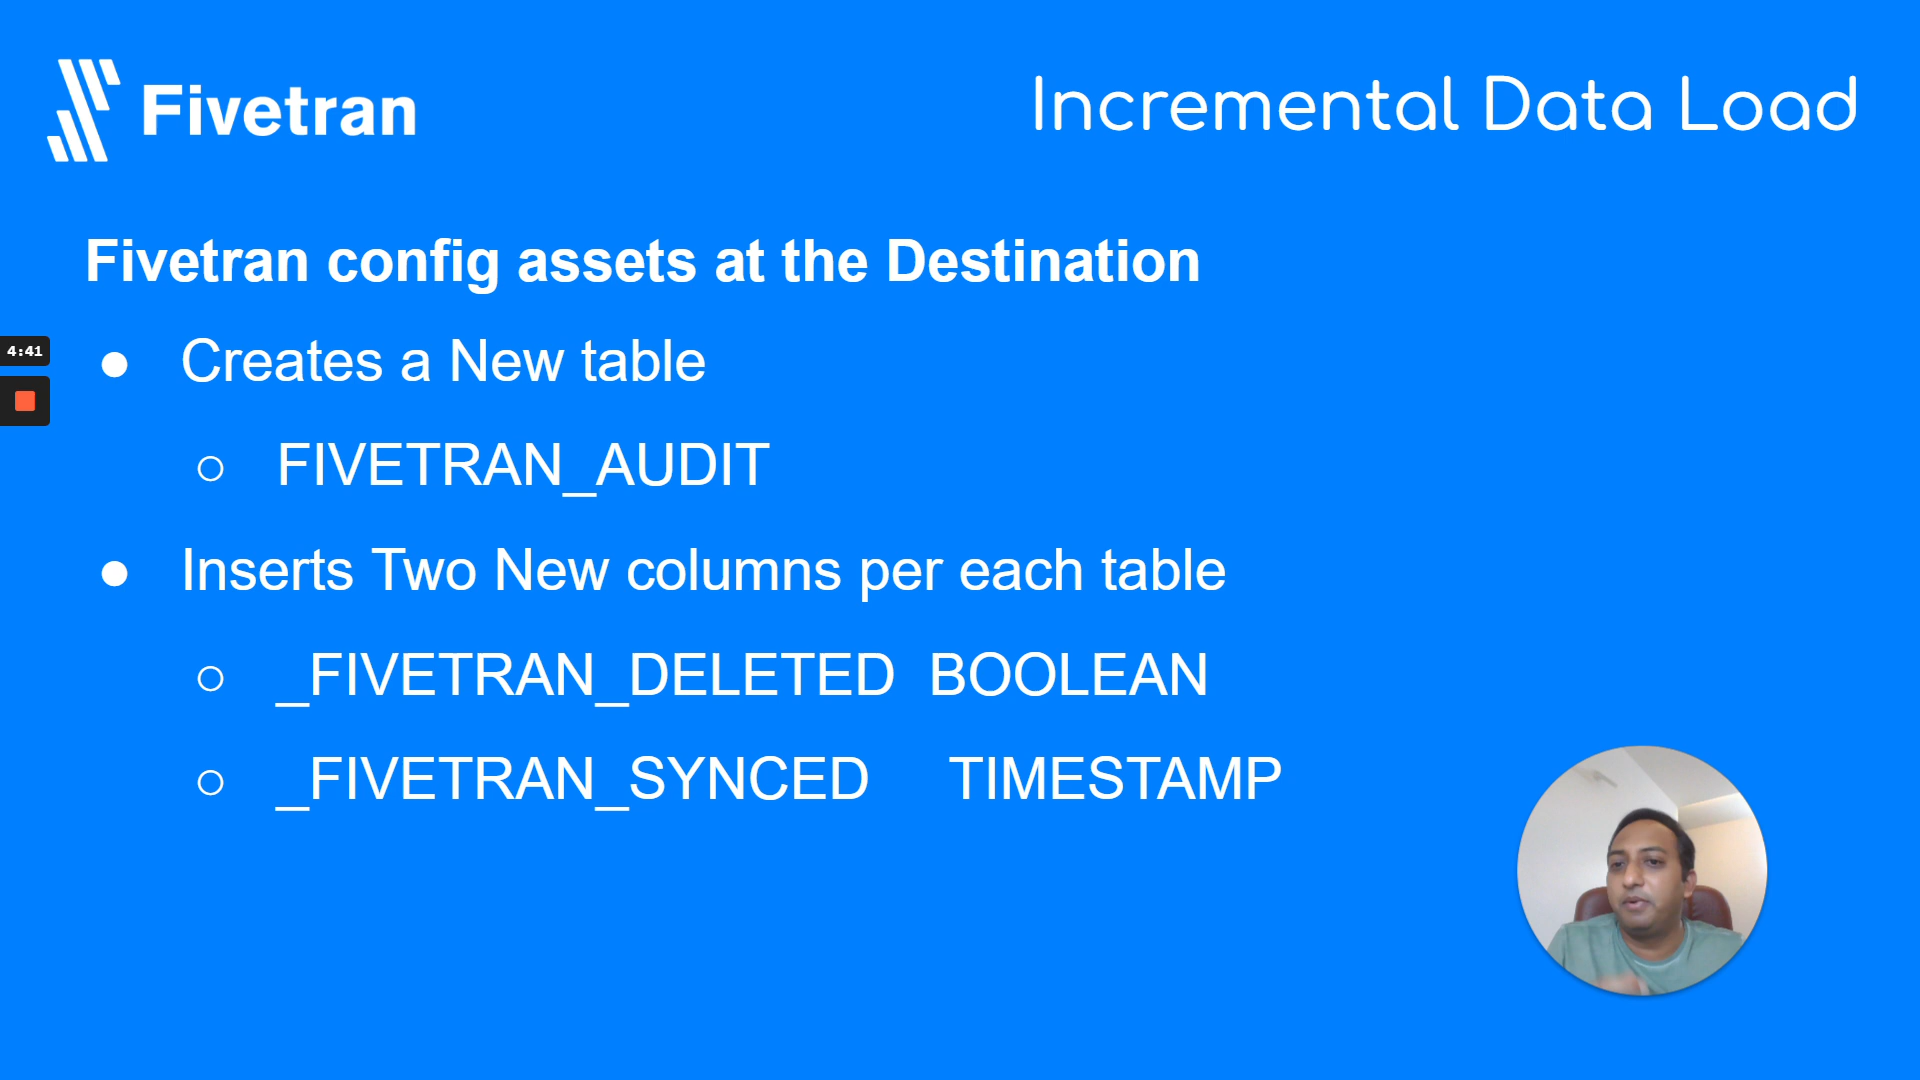 Fivetran
Incremental Data Load
Fivetran config assets at the Destination
4:41
● Creates a New table
○ FIVETRAN_AUDIT
● Inserts Two New columns per each table
○ _FIVETRAN_DELETED BOOLEAN
○ _FIVETRAN_SYNCED TIMESTAMP